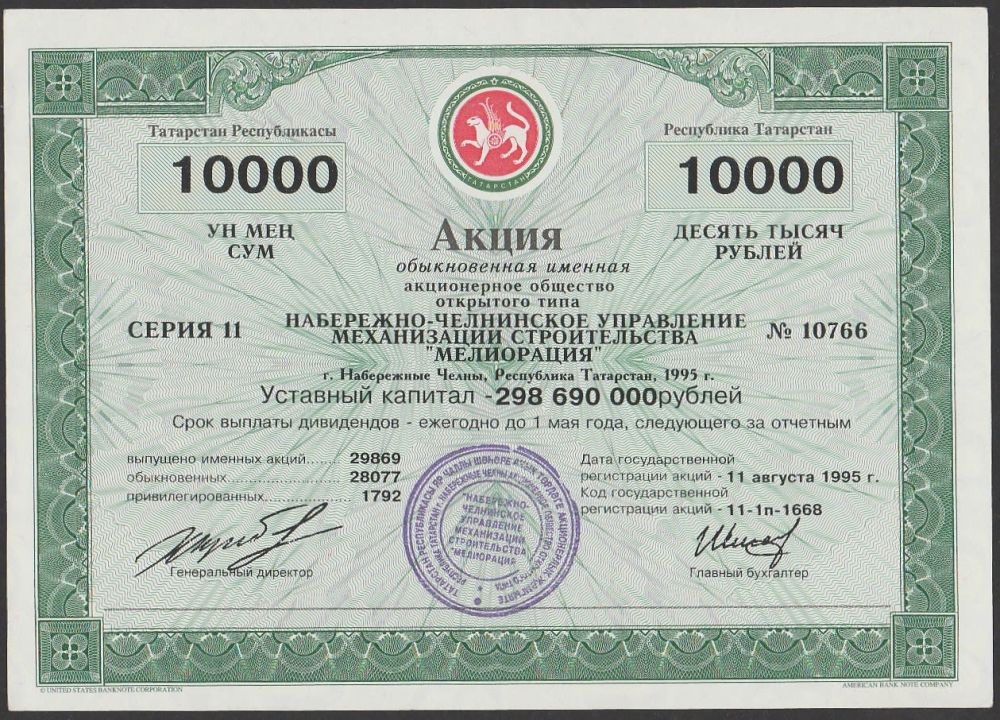 Татарстан Республикасы
Республика Татарстан
ТАТАРСТАН
10000
10000
УН МЕҢ
СУМ
Акция
ДЕСЯТЬ ТЫСЯЧ
РУБЛЕЙ
обыкновенная именная
акционерное общество
открытого типа
СЕРИЯ 11
НАБЕРЕЖНО-ЧЕЛНИНСКОЕ УПРАВЛЕНИЕ
МЕХАНИЗАЦИИ СТРОИТЕЛЬСТВА
"МЕЛИОРАЦИЯ"
№ 10766
г. Набережные Челны, Республика Татарстан, 1995 г.
Уставный капитал -298 690 000рублей
Срок выплаты дивидендов - ежегодно до 1 мая года, следующего за отчетным
выпущено именных акций...... 29869
обыкновенных..................... 28077
привилегированных.............. 1792
Дата государственной
регистрации акций - 11 августа 1995 г.
Код государственной
регистрации акций - 11-1п-1668
"НАБЕРЕЖНО-
ЧЕЛНИНСКОЕ
УПРАВЛЕНИЕ
МЕХАНИЗАЦИИ
СТРОИТЕЛЬСТВА
"МЕЛИОРАЦИЯ"
Генеральный директор
Главный бухгалтер
© UNITED STATES BANKNOTE CORPORATION
AMERICAN BANK NOTE COMPANY